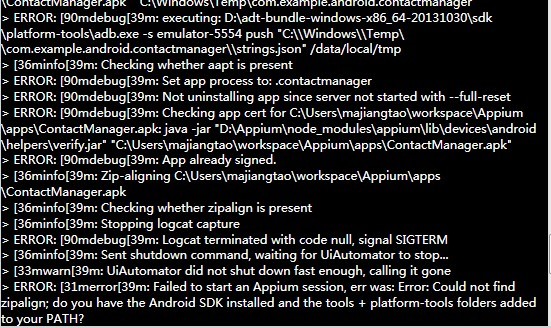 \ContactManager.apk" "C:\Windows\Temp\com.example.android.contactmanager
> ERROR: [90mdebug[39m: executing: D:\adt-bundle-windows-x86_64-20131030\sdk
\platform-tools\adb.exe -s emulator-5554 push "C:\\Windows\\Temp\
\com.example.android.contactmanager\\strings.json" /data/local/tmp
> [36minfo[39m: Checking whether aapt is present
> ERROR: [90mdebug[39m: Set app process to: .contactmanager
> ERROR: [90mdebug[39m: Not uninstalling app since server not started with --full-reset
> ERROR: [90mdebug[39m: Checking app cert for C:\Users\majiangtao\workspace\Appium
\apps\ContactManager.apk: java -jar "D:\Appium\node_modules\appium\lib\devices\android
\helpers\verify.jar" "C:\Users\majiangtao\workspace\Appium\apps\ContactManager.apk"
> ERROR: [90mdebug[39m: App already signed.
> [36minfo[39m: Zip-aligning C:\Users\majiangtao\workspace\Appium\apps
\ContactManager.apk
> [36minfo[39m: Checking whether zipalign is present
> [36minfo[39m: Stopping logcat capture
> ERROR: [90mdebug[39m: Logcat terminated with code null, signal SIGTERM
> [36minfo[39m: Sent shutdown command, waiting for UiAutomator to stop...
> [33mwarn[39m: UiAutomator did not shut down fast enough, calling it gone
> ERROR: [31merror[39m: Failed to start an Appium session, err was: Error: Could not find
zipalign; do you have the Android SDK installed and the tools + platform-tools folders added
to your PATH?